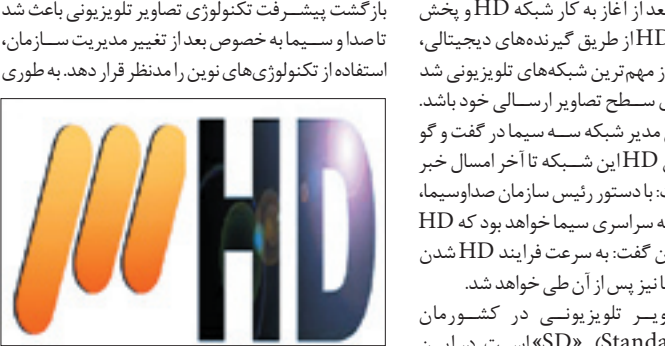 بعد از آغاز به کار شبکه HD و پخش
HD از طریق گیرنده‌های دیجیتالی،
از مهم‌ترین شبکه‌های تلویزیونی شد
سطح تصاویر ارسالی خود باشد.
مدیر شبکه سه سیما در گفت و گو
HD این شبکه تا آخر امسال خبر
با دستور رئیس سازمان صداوسیما،
سراسری سیما خواهد بود که HD
گفت: به سرعت فرایند HD شدن
نیز پس از آن طی خواهد شد.
تلویزیونی در کشورمان
«SD» است در این
بازگشت پیشرفت تکنولوژی تصاویر تلویزیونی باعث شد
تا صدا و سیما به خصوص بعد از تغییر مدیریت سازمان،
استفاده از تکنولوژی‌های نوین را مدنظر قرار دهد. به طوری
HD